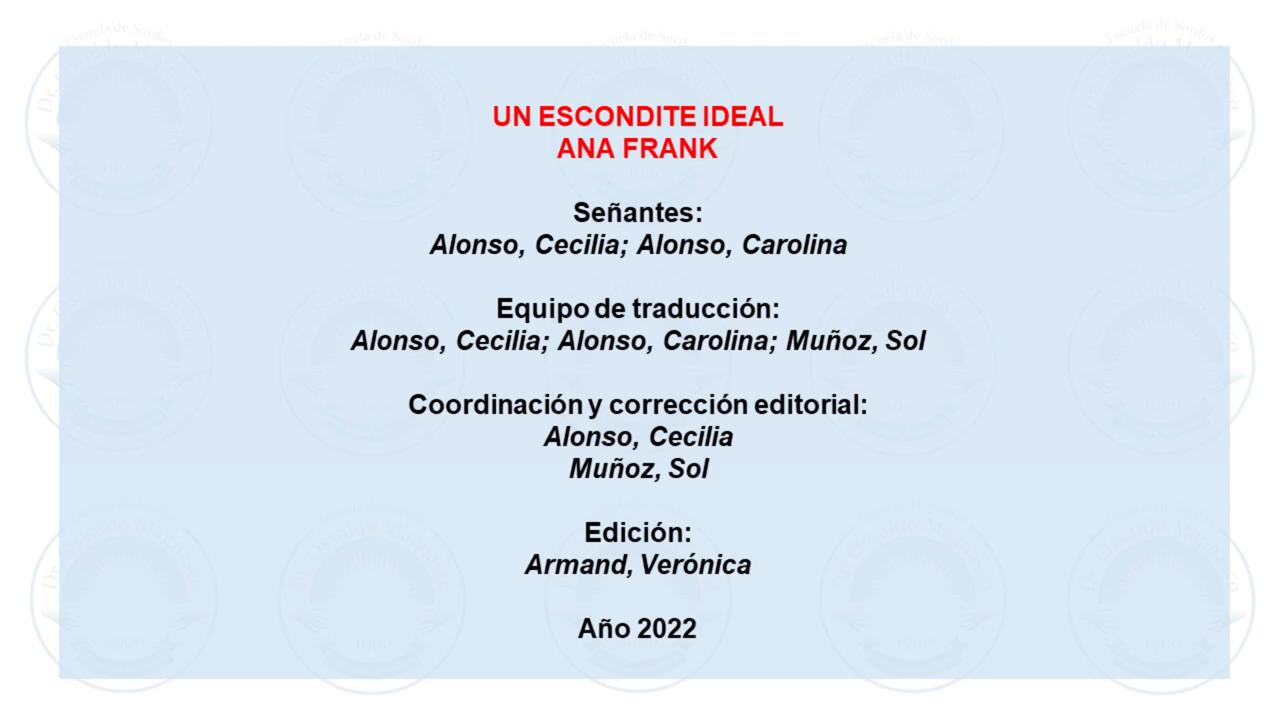 UN ESCONDITE IDEAL
ANA FRANK
Señantes:
Alonso, Cecilia; Alonso, Carolina
Equipo de traducción:
Alonso, Cecilia; Alonso, Carolina; Muñoz, Sol
Coordinación y corrección editorial:
Alonso, Cecilia
Muñoz, Sol
Edición:
Armand, Verónica
Año 2022